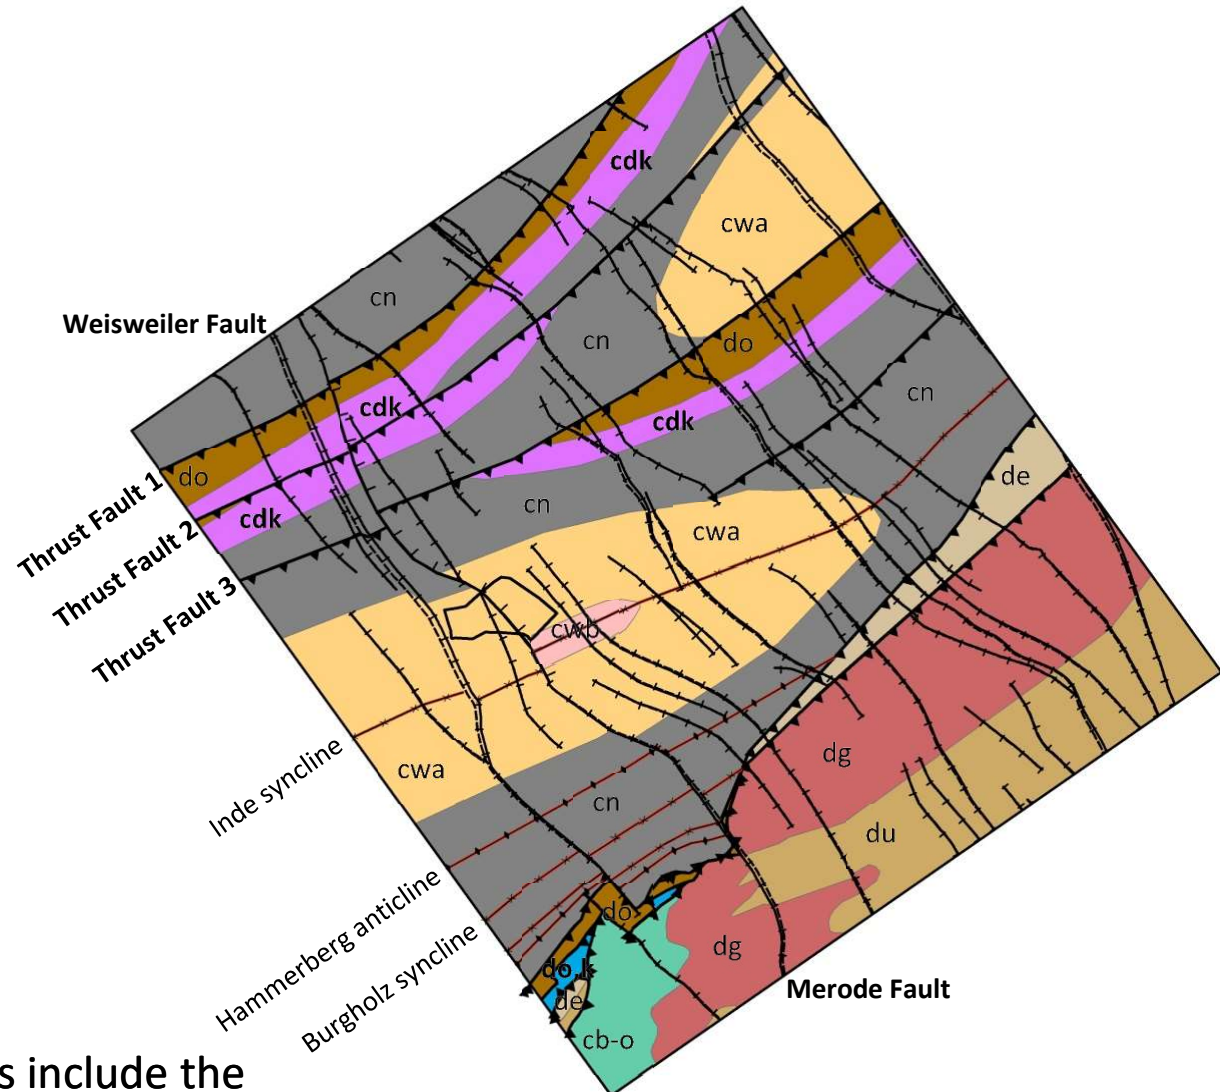 cdk
cwa
cn
Weisweiler Fault
cn
do
cdk
cn
cdk
do
de
Thrust Fault 1
cdk
cn
Thrust Fault 2
cwa
Thrust Fault 3
cwb
Inde syncline
cwa
dg
cn
du
Hammerberg anticline
do
Burgholz syncline
dg
do,k
de
Merode Fault
cb-o
s include the